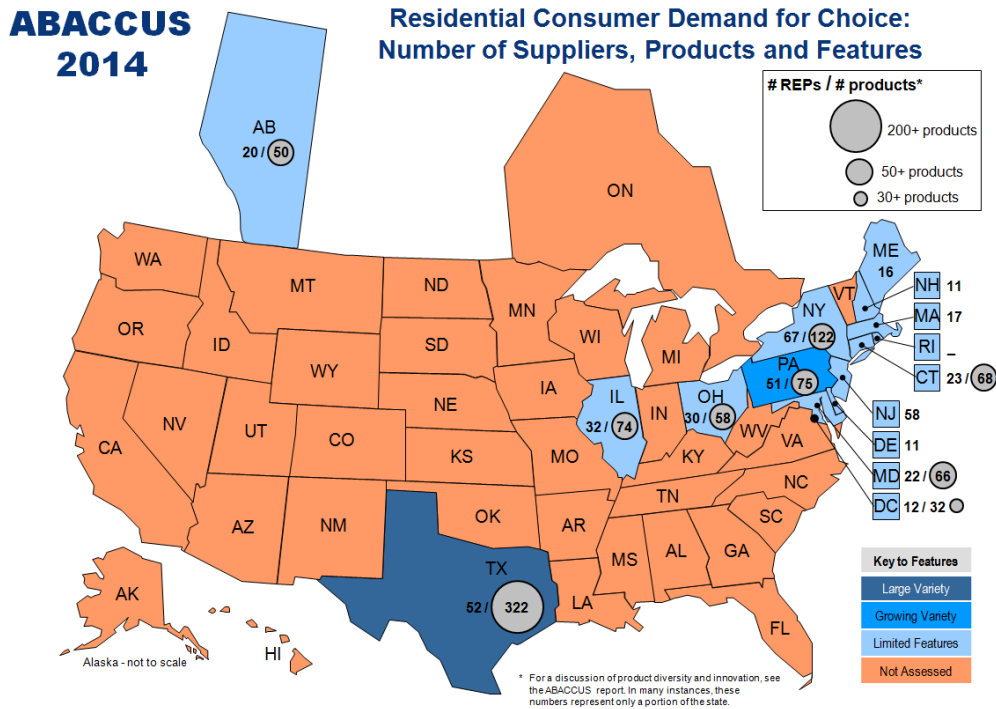 ABACCUS
2014
Residential Consumer Demand for Choice:
Number of Suppliers, Products and Features
# REPs / # products*
200+ products
50+ products
30+ products
AB
20 / 50
ON
WA
MT
ND
MN
OR
ID
SD
WI
MI
WY
IA
NE
NV
UT
CO
CA
KS
MO
IL
32 / 74
IN
OH
30 / 58
KY
WV
VA
PA
51 / 75
NY
67 / 122
VT
ME
16
NH 11
MA 17
RI –
CT 23 / 68
NJ 58
DE 11
MD 22 / 66
DC 12 / 32
TN
NC
SC
AZ
NM
OK
AR
MS
AL
GA
LA
FL
TX
52 / 322
AK
Alaska - not to scale
HI
Key to Features
Large Variety
Growing Variety
Limited Features
Not Assessed
* For a discussion of product diversity and innovation, see
the ABACCUS report. In many instances, these
numbers represent only a portion of the state.